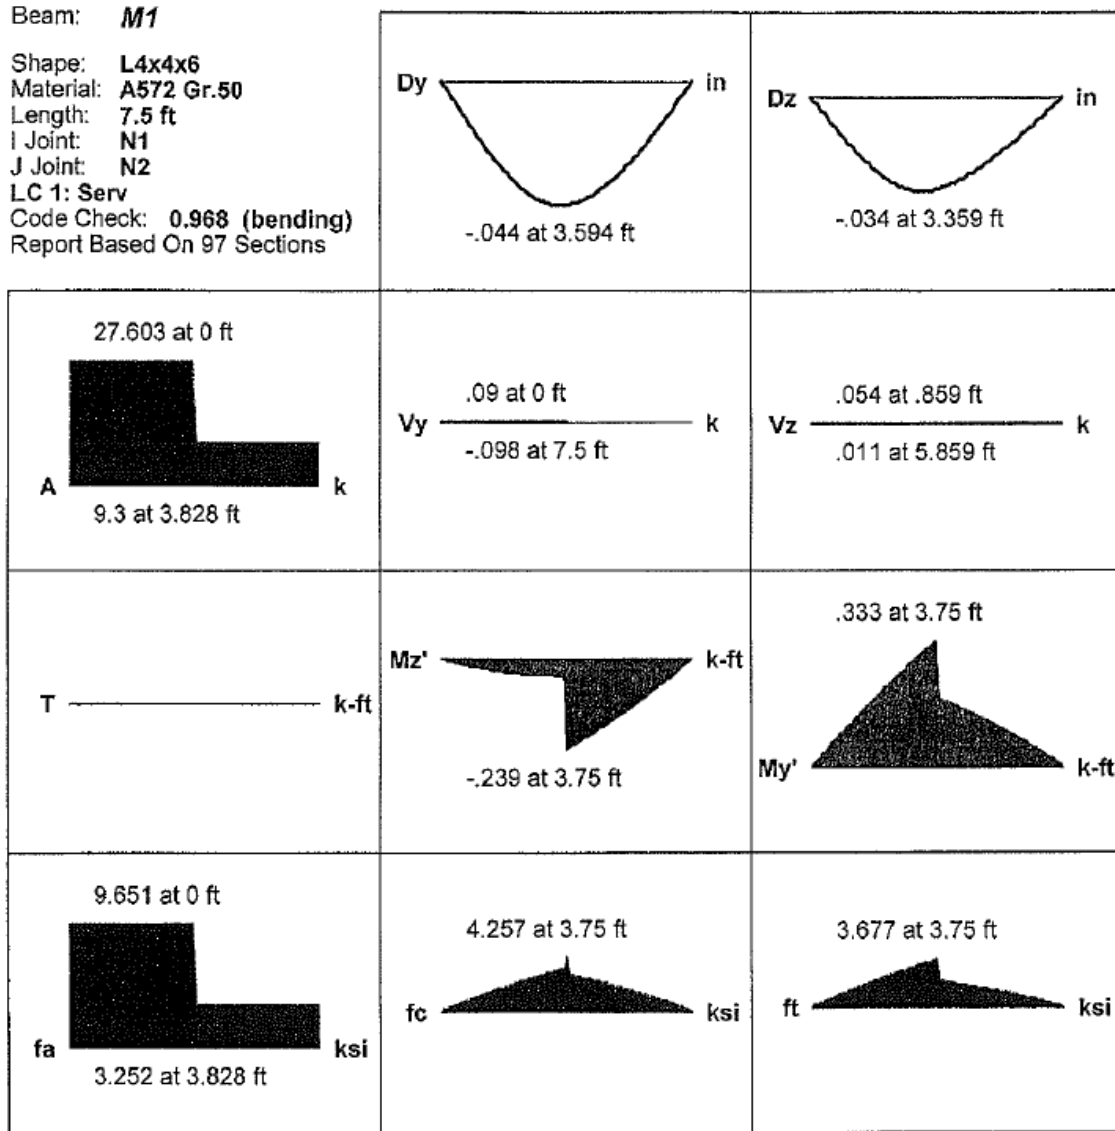 Beam: M1
Shape: L4x4x6
Material: A572 Gr.50
Length: 7.5 ft
I Joint: N1
J Joint: N2
LC 1: Serv
Code Check: 0.968 (bending)
Report Based On 97 Sections
Dy in
-.044 at 3.594 ft
Dz in
-.034 at 3.359 ft
27.603 at 0 ft
A k
9.3 at 3.828 ft
.09 at 0 ft
Vy k
-.098 at 7.5 ft
.054 at .859 ft
Vz k
.011 at 5.859 ft
T k-ft
Mz' k-ft
-.239 at 3.75 ft
.333 at 3.75 ft
My' k-ft
9.651 at 0 ft
fa ksi
3.252 at 3.828 ft
4.257 at 3.75 ft
fc ksi
3.677 at 3.75 ft
ft ksi